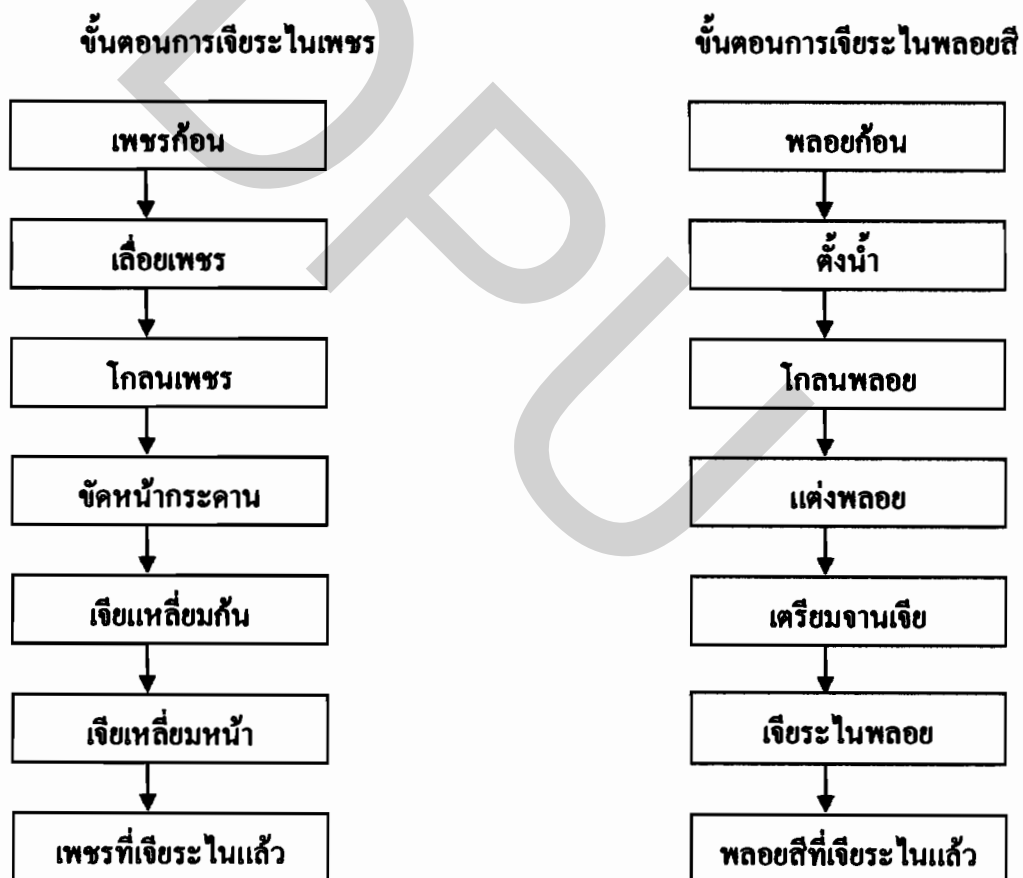 ขั้นตอนการเจียระไนเพชร
เพชรก้อน
เลื่อยเพชร
โกลนเพชร
ขัดหน้ากระดาน
เจียแหลี่ยมก้น
เจียเหลี่ยมหน้า
เพชรที่เจียระไนแล้ว
ขั้นตอนการเจียระไนพลอยสี
พลอยก้อน
ตั้งน้ำ
โกลนพลอย
แต่งพลอย
เตรียมจานเจีย
เจียระไนพลอย
พลอยสีที่เจียระไนแล้ว
DPU